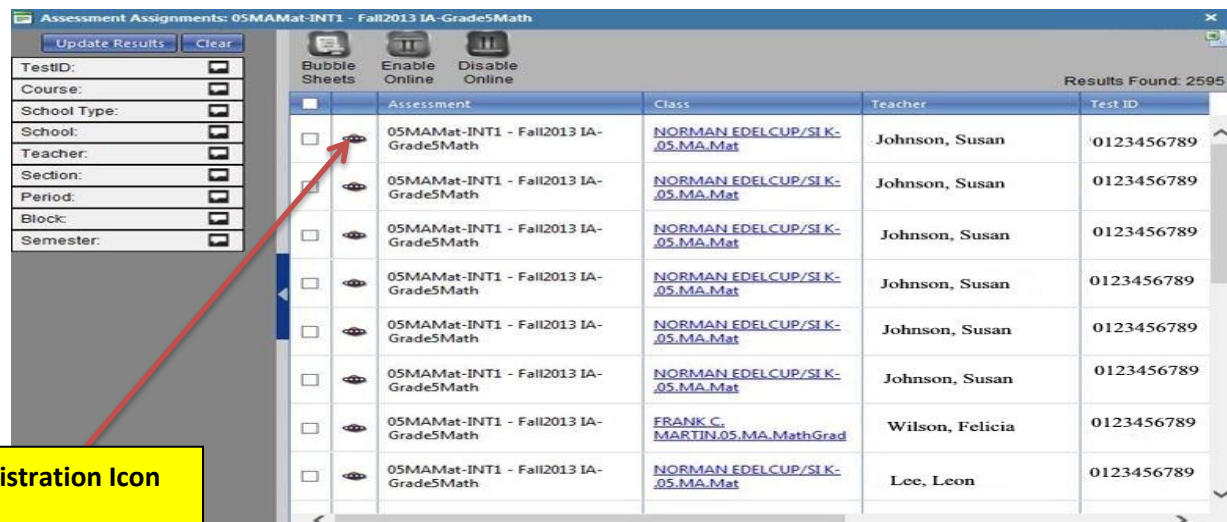 Assessment Assignments: 05MAMat-INT1 - Fall2013 IA-Grade5Math
Update Results Clear
TestID:
Course:
School Type:
School:
Teacher:
Section:
Period:
Block:
Semester:
Bubble Sheets
Enable Online
Disable Online
Results Found: 2595
Assessment Class Teacher Test ID
05MAMat-INT1 - Fall2013 IA- NORMAN EDELCUP/SI K- Johnson, Susan 0123456789
Grade5Math .05.MA.Mat
05MAMat-INT1 - Fall2013 IA- NORMAN EDELCUP/SI K- Johnson, Susan 0123456789
Grade5Math .05.MA.Mat
05MAMat-INT1 - Fall2013 IA- NORMAN EDELCUP/SI K- Johnson, Susan 0123456789
Grade5Math .05.MA.Mat
05MAMat-INT1 - Fall2013 IA- NORMAN EDELCUP/SI K- Johnson, Susan 0123456789
Grade5Math .05.MA.Mat
05MAMat-INT1 - Fall2013 IA- NORMAN EDELCUP/SI K- Johnson, Susan 0123456789
Grade5Math .05.MA.Mat
05MAMat-INT1 - Fall2013 IA- NORMAN EDELCUP/SI K- Johnson, Susan 0123456789
Grade5Math .05.MA.Mat
05MAMat-INT1 - Fall2013 IA- FRANK C. Wilson, Felicia 0123456789
Grade5Math MARTIN.05.MA.MathGrad
05MAMat-INT1 - Fall2013 IA- NORMAN EDELCUP/SI K- Lee, Leon 0123456789
Grade5Math .05.MA.Mat
istration Icon